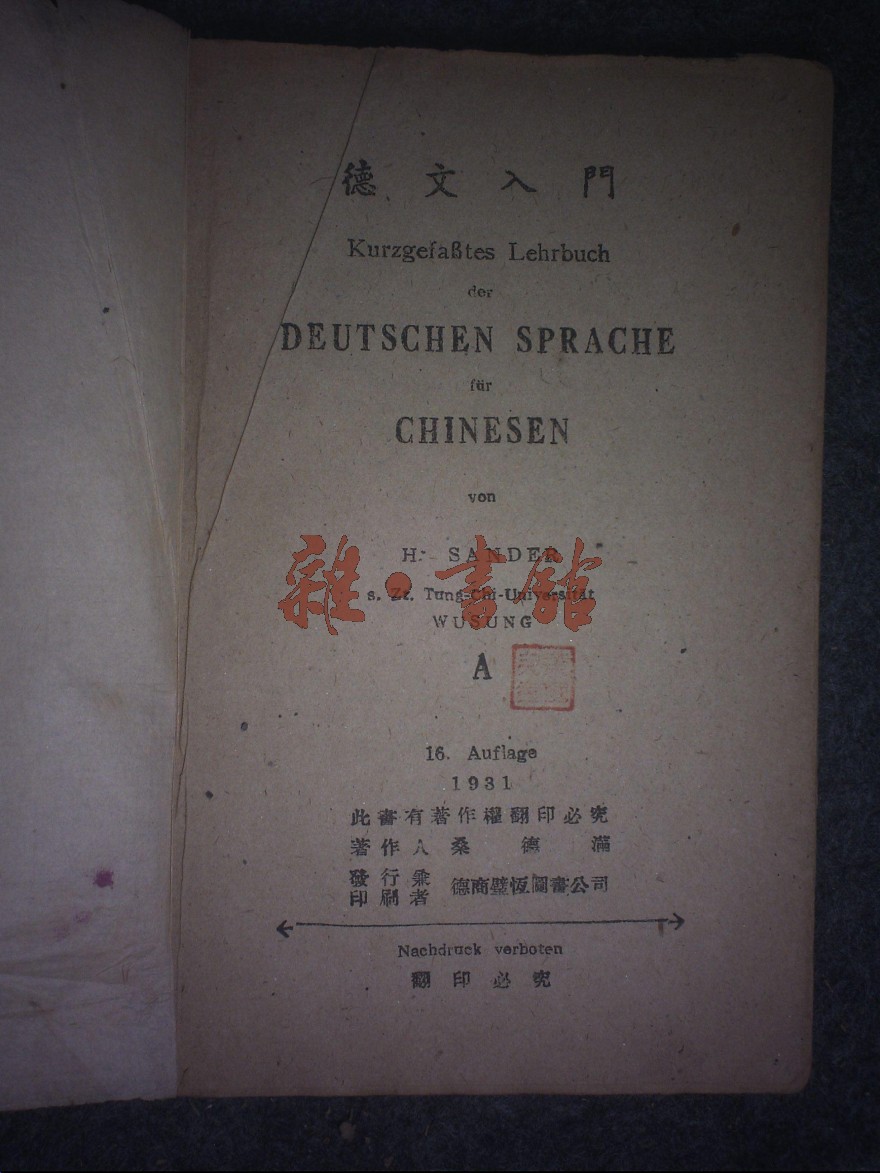 德文入門
Kurzgefaßtes Lehrbuch
der
DEUTSCHEN SPRACHE
für
CHINESEN
von
H. SANDER
s. Zt. Tung-Chi-Universität
WUSUNG
雜·書館
A
16. Auflage
1931
此書有著作權翻印必究
著作人 桑德滿
發行兼印刷者 德商璧恆圖書公司
Nachdruck verboten
翻印必究